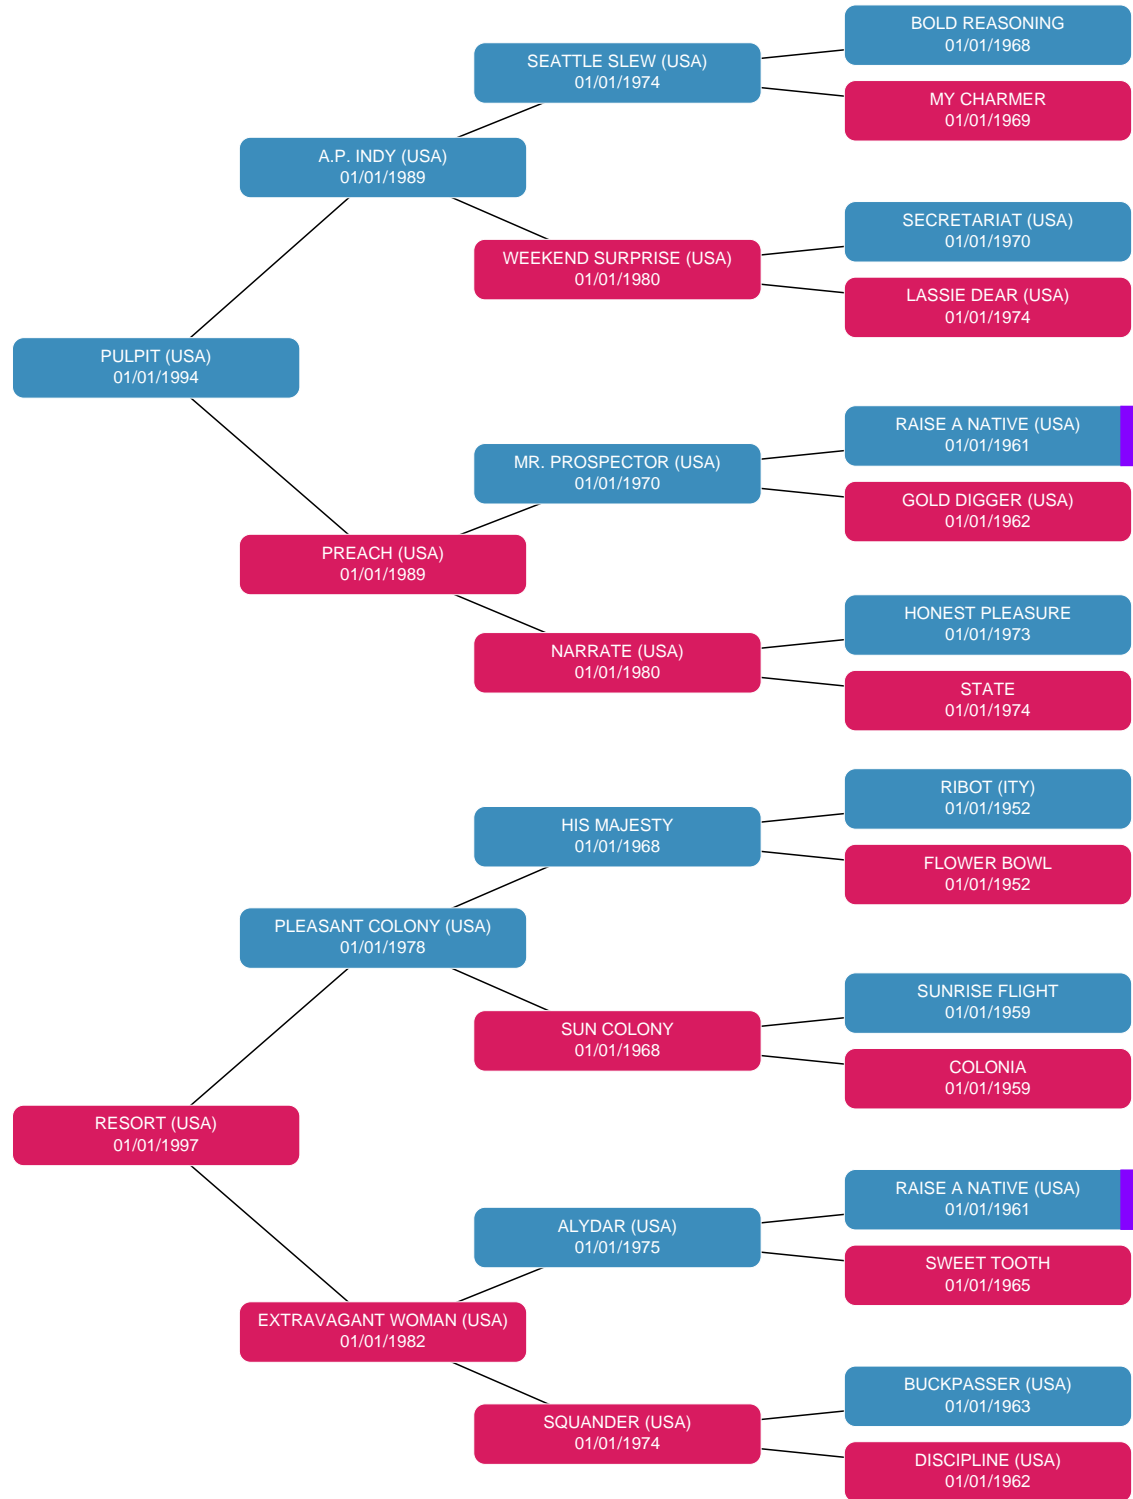 BOLD REASONING
01/01/1968
SEATTLE SLEW (USA)
01/01/1974
MY CHARMER
01/01/1969
A.P. INDY (USA)
01/01/1989
SECRETARIAT (USA)
01/01/1970
WEEKEND SURPRISE (USA)
01/01/1980
LASSIE DEAR (USA)
01/01/1974
PULPIT (USA)
01/01/1994
RAISE A NATIVE (USA)
01/01/1961
MR. PROSPECTOR (USA)
01/01/1970
GOLD DIGGER (USA)
01/01/1962
PREACH (USA)
01/01/1989
HONEST PLEASURE
01/01/1973
NARRATE (USA)
01/01/1980
STATE
01/01/1974
RIBOT (ITY)
01/01/1952
HIS MAJESTY
01/01/1968
FLOWER BOWL
01/01/1952
PLEASANT COLONY (USA)
01/01/1978
SUNRISE FLIGHT
01/01/1959
SUN COLONY
01/01/1968
COLONIA
01/01/1959
RESORT (USA)
01/01/1997
RAISE A NATIVE (USA)
01/01/1961
ALYDAR (USA)
01/01/1975
SWEET TOOTH
01/01/1965
EXTRAVAGANT WOMAN (USA)
01/01/1982
BUCKPASSER (USA)
01/01/1963
SQUANDER (USA)
01/01/1974
DISCIPLINE (USA)
01/01/1962